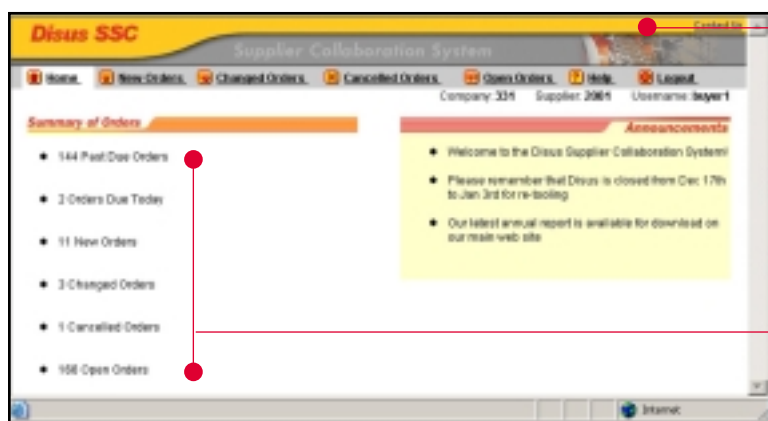 Contact Us
Disus SSC
Supplier Collaboration System
Home New Orders Changed Orders Cancelled Orders Open Orders Help Logout
Company: 331 Supplier: 2001 Username: buyer1
Summary of Orders
Announcements
144 Past Due Orders
2 Orders Due Today
11 New Orders
3 Changed Orders
1 Cancelled Orders
166 Open Orders
Welcome to the Disus Supplier Collaboration System!
Please remember that Disus is closed from Dec 17th
to Jan 3rd for re-tooling
Our latest annual report is available for download on
our main web site
Internet